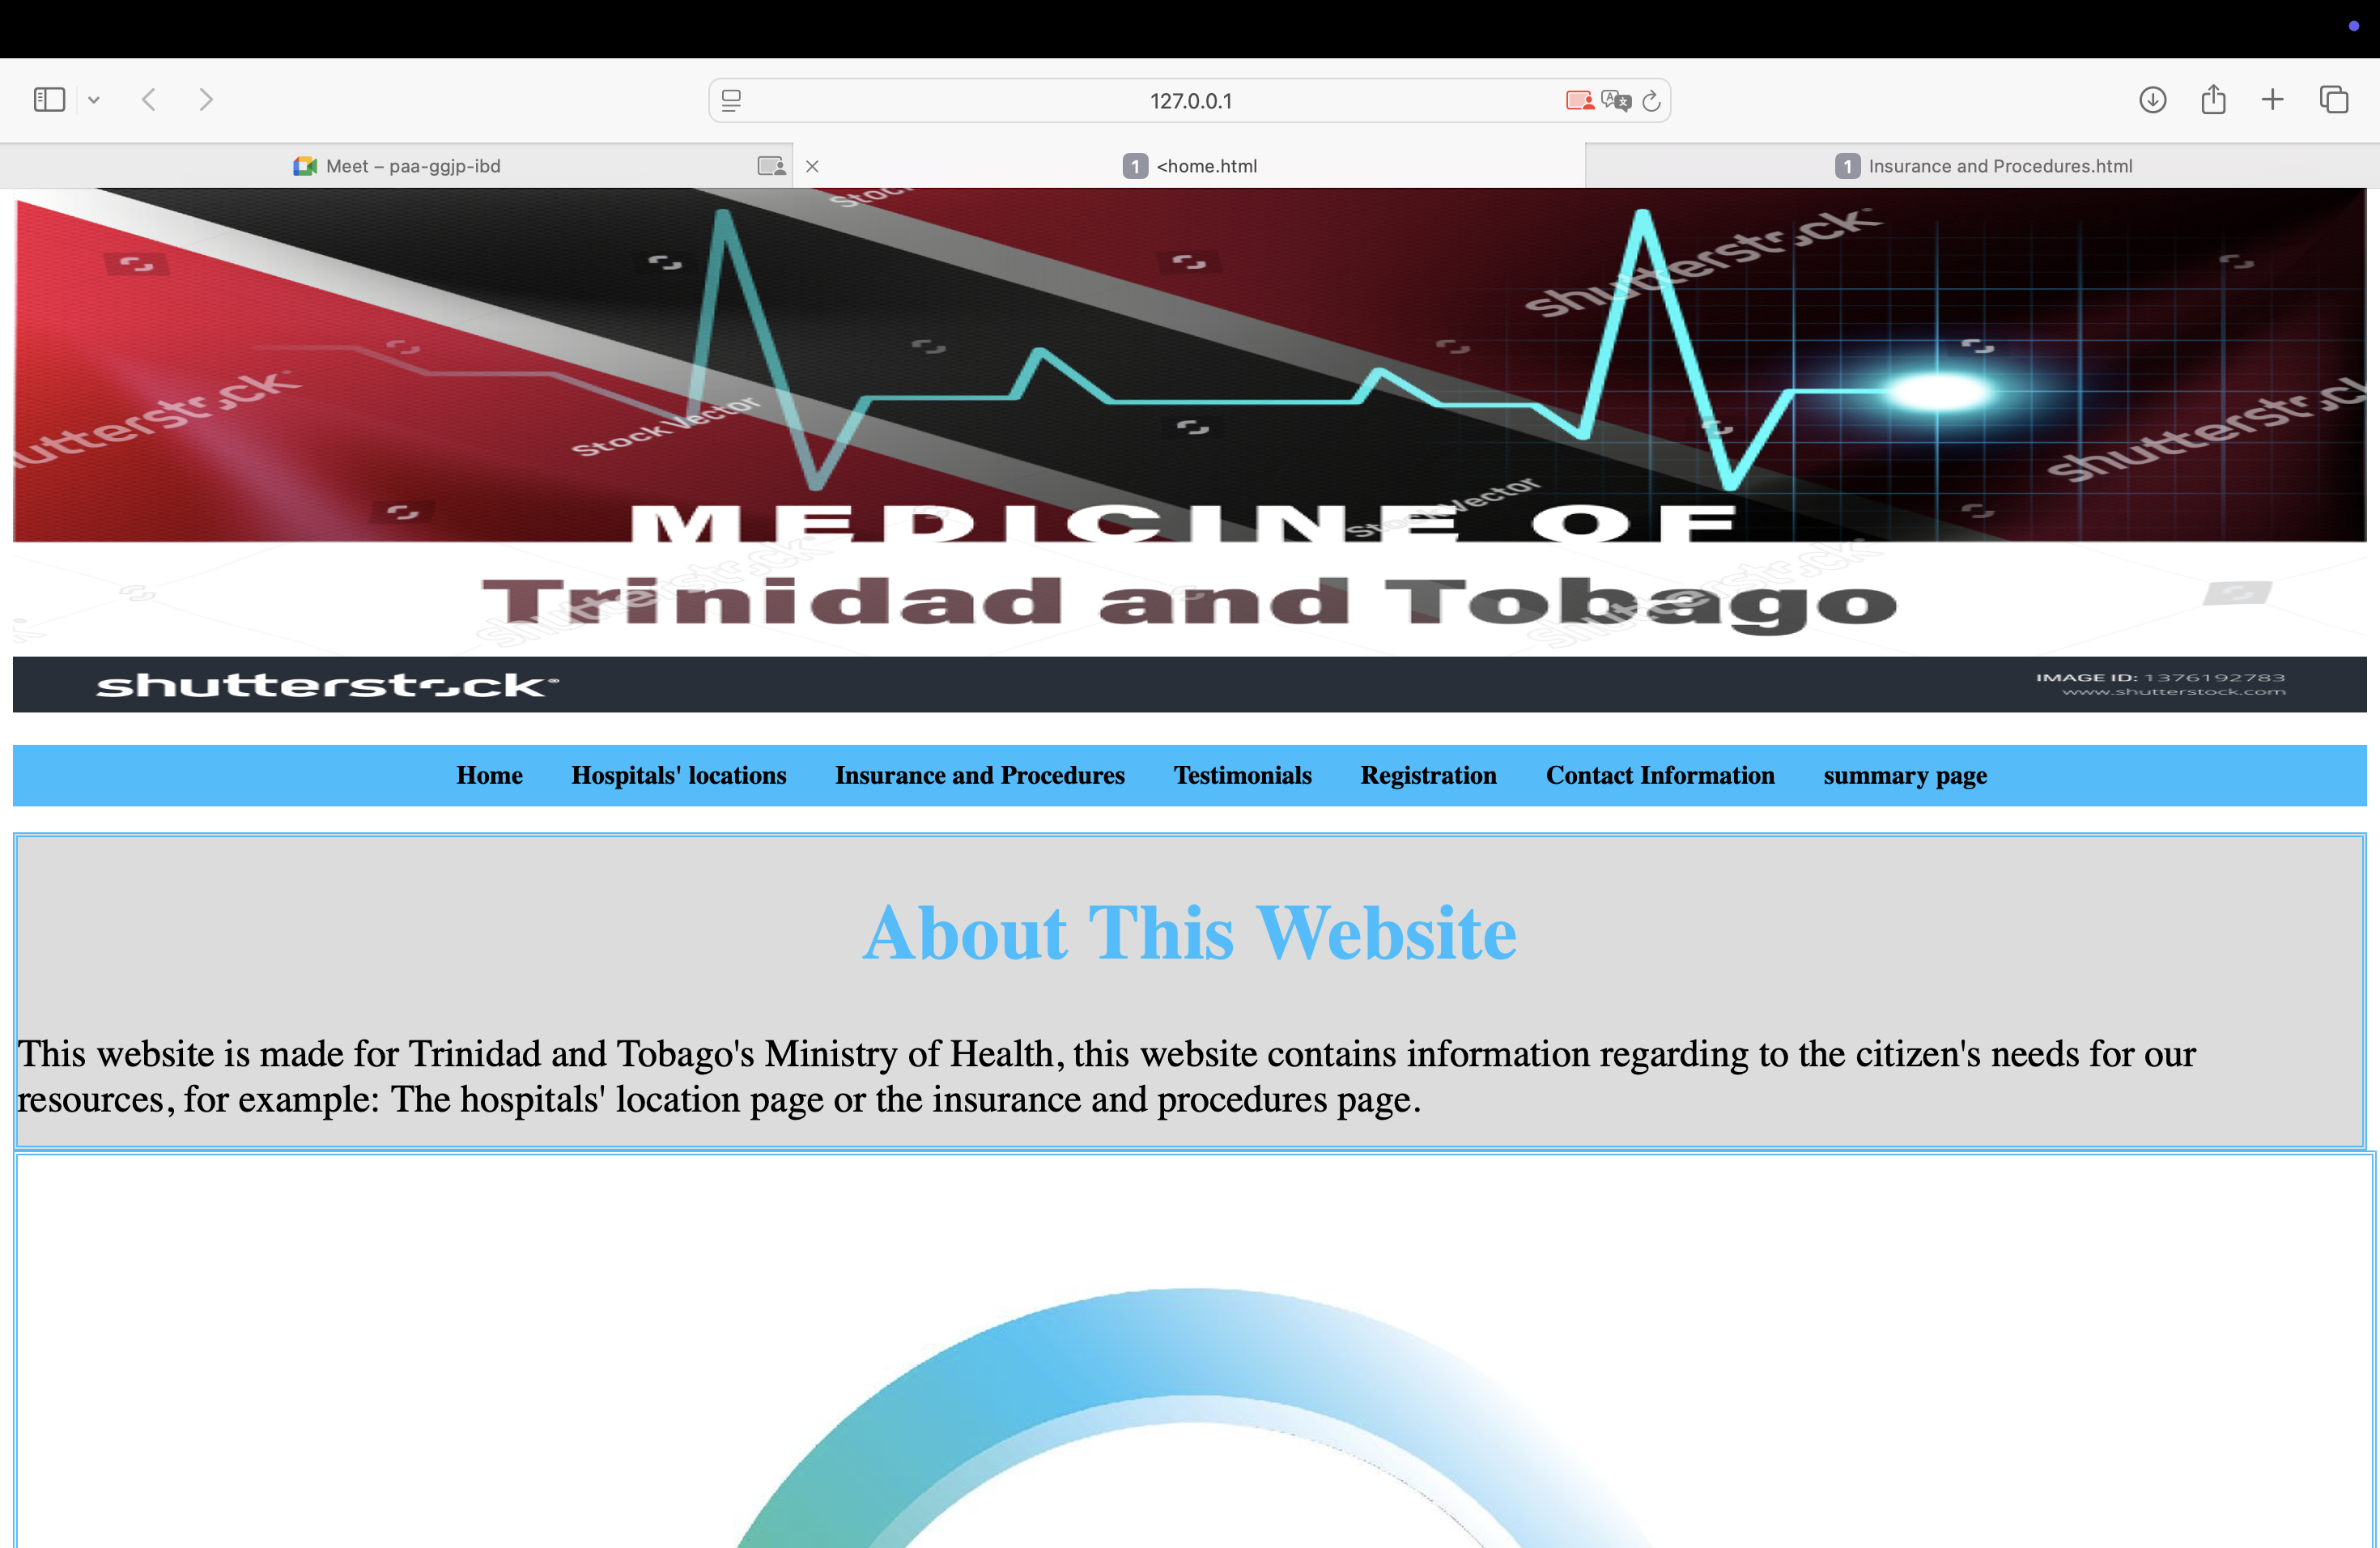 127.0.0.1
Meet – paa-ggjp-ibd
1 <home.html
1 Insurance and Procedures.html
Stock
shutterstock
utterstock
Stock Vector
shutterstock
Stock Vector
MEDICINE OF
shutterstock
shutterstock
Trinidad and Tobago
shutterstock
IMAGE ID: 1376192783
www.shutterstock.com
Home Hospitals' locations Insurance and Procedures Testimonials Registration Contact Information summary page
About This Website
This website is made for Trinidad and Tobago's Ministry of Health, this website contains information regarding to the citizen's needs for our
resources, for example: The hospitals' location page or the insurance and procedures page.